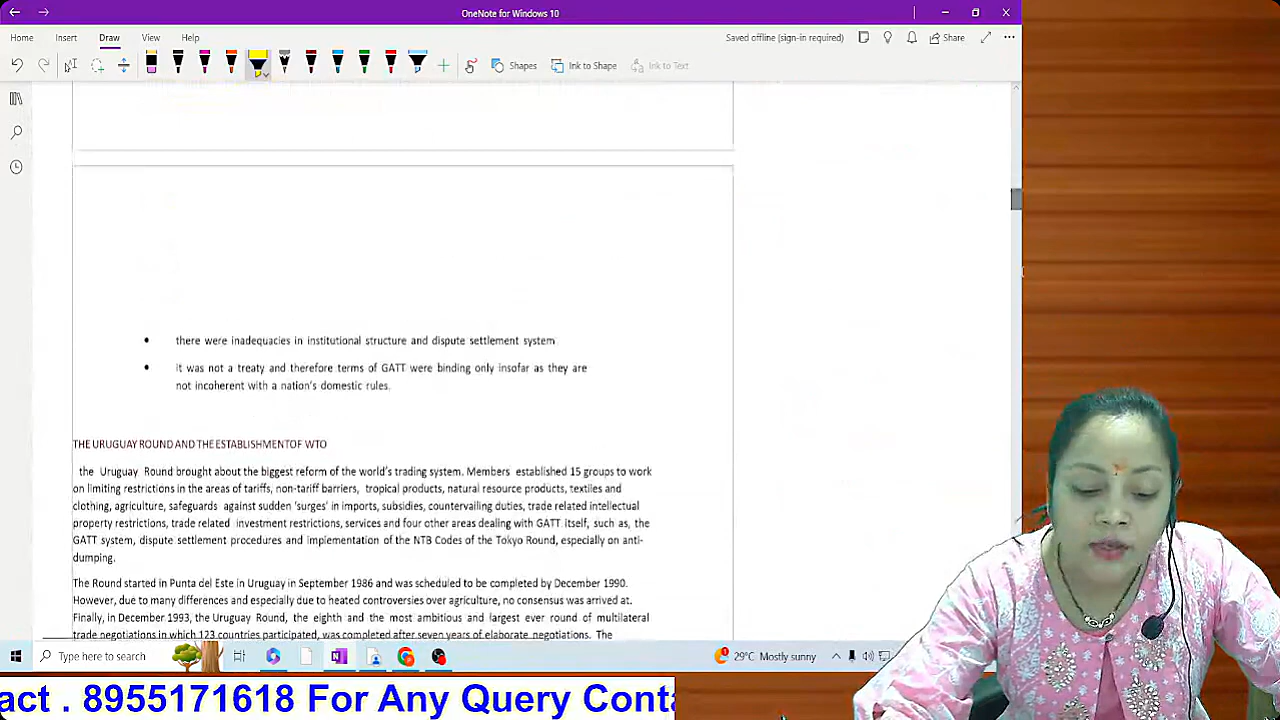 OneNote for Windows 10
Home Insert Draw View Help
Saved offline (sign-in required)
Share
Shapes
Ink to Shape
Ink to Text
• there were inadequacies in institutional structure and dispute settlement system
• it was not a treaty and therefore terms of GATT were binding only insofar as they are
not incoherent with a nation's domestic rules.
THE URUGUAY ROUND AND THE ESTABLISHMENT OF WTO
the Uruguay Round brought about the biggest reform of the world's trading system. Members established 15 groups to work
on limiting restrictions in the areas of tariffs, non-tariff barriers, tropical products, natural resource products, textiles and
clothing, agriculture, safeguards against sudden 'surges' in imports, subsidies, countervailing duties, trade related intellectual
property restrictions, trade related investment restrictions, services and four other areas dealing with GATT itself, such as, the
GATT system, dispute settlement procedures and implementation of the NTB Codes of the Tokyo Round, especially on anti-
dumping.
The Round started in Punta del Este in Uruguay in September 1986 and was scheduled to be completed by December 1990.
However, due to many differences and especially due to heated controversies over agriculture, no consensus was arrived at.
Finally, in December 1993, the Uruguay Round, the eighth and the most ambitious and largest ever round of multilateral
trade negotiations in which 123 countries participated, was completed after seven years of elaborate negotiations. The
Type here to search
29°C Mostly sunny
act . 8955171618 For Any Query Conta